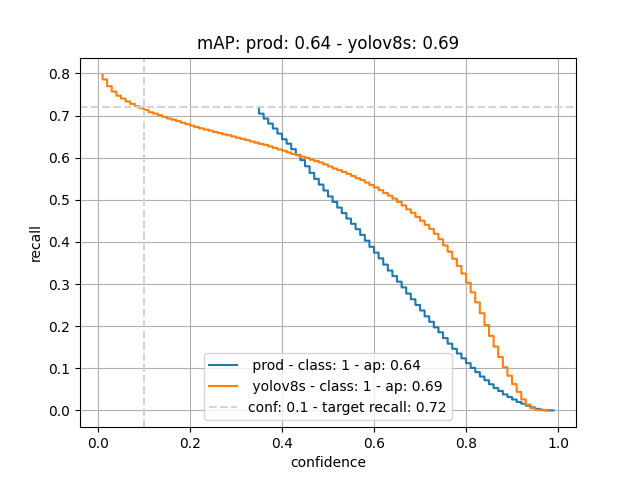 mAP: prod: 0.64 - yolov8s: 0.69
0.8
0.7
0.6
0.5
0.4
0.3
0.2
0.1
0.0
recall
prod - class: 1 - ap: 0.64
yolov8s - class: 1 - ap: 0.69
conf: 0.1 - target recall: 0.72
0.0 0.2 0.4 0.6 0.8 1.0
confidence